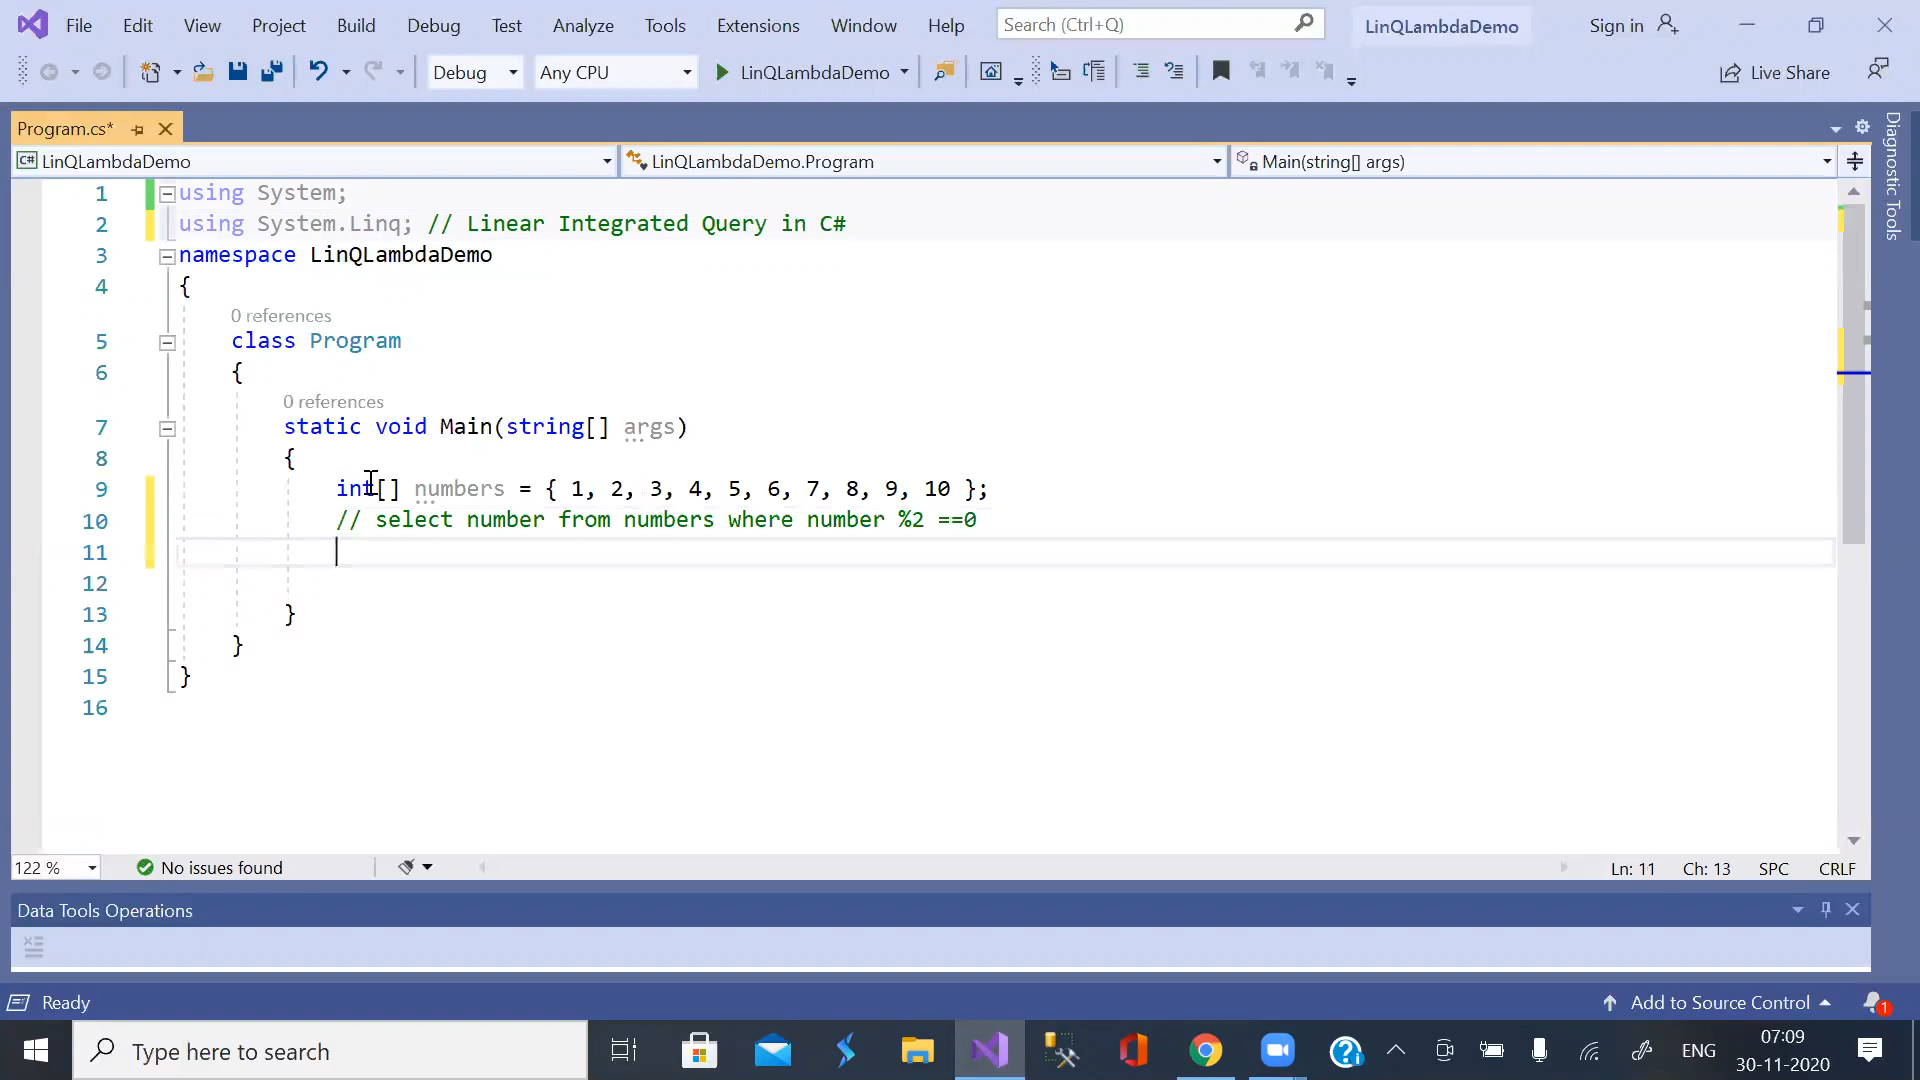 File Edit View Project Build Debug Test Analyze Tools Extensions Window Help Search (Ctrl+Q) LinQLambdaDemo Sign in
Debug Any CPU LinQLambdaDemo Live Share
Program.cs*
LinQLambdaDemo LinQLambdaDemo.Program Main(string[] args)
Diagnostic Tools
1 using System;
2 using System.Linq; // Linear Integrated Query in C#
3 namespace LinQLambdaDemo
4 {
0 references
5 class Program
6 {
0 references
7 static void Main(string[] args)
8 {
9 int[] numbers = { 1, 2, 3, 4, 5, 6, 7, 8, 9, 10 };
10 // select number from numbers where number %2 ==0
11
12
13 }
14 }
15 }
16
122 % No issues found Ln: 11 Ch: 13 SPC CRLF
Data Tools Operations
Ready Add to Source Control 1
Type here to search ENG 07:09
30-11-2020